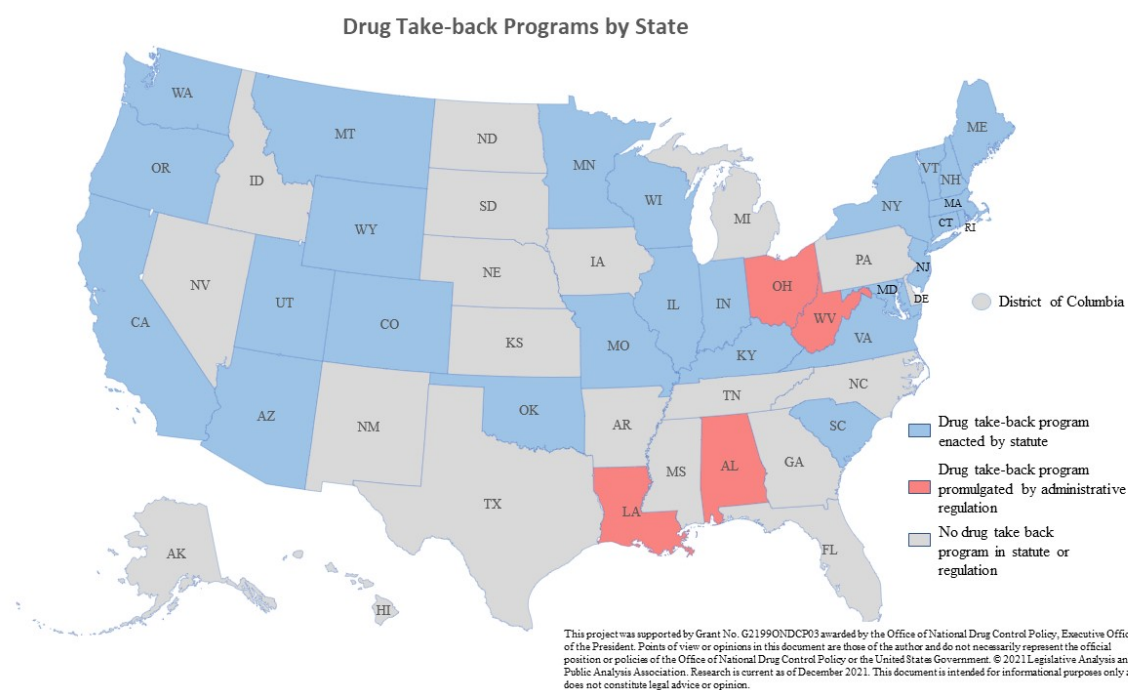 Drug Take-back Programs by State
WA
MT
ND
MN
ME
OR
ID
SD
WI
VT
NH
WY
MI
NY
MA
CT
RI
IA
NE
PA
NV
UT
CO
IL
IN
OH
NJ
MD
DE
District of Columbia
CA
KS
MO
WV
VA
KY
AZ
NM
OK
AR
TN
NC
SC
MS
AL
GA
TX
LA
FL
AK
HI
Drug take-back program
enacted by statute
Drug take-back program
promulgated by administrative
regulation
No drug take back
program in statute or
regulation
This project was supported by Grant No. G2199ONDCP03 awarded by the Office of National Drug Control Policy, Executive Offic
of the President. Points of view or opinions in this document are those of the author and do not necessarily represent the official
position or policies of the Office of National Drug Control Policy or the United States Government. © 2021 Legislative Analysis an
Public Analysis Association. Research is current as of December 2021. This document is intended for informational purposes only a
does not constitute legal advice or opinion.